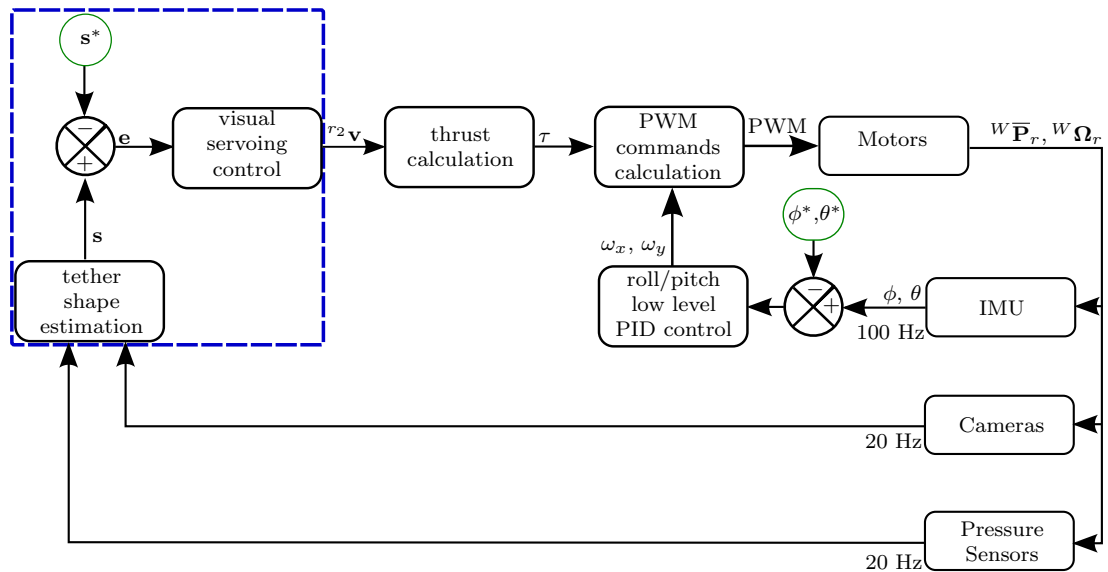 s*
−
+
e
visual
servoing
control
r₂v
thrust
calculation
τ
PWM
commands
calculation
PWM
Motors
ᵂP̅ᵣ, ᵂΩᵣ
s
tether
shape
estimation
ωₓ, ω_y
roll/pitch
low level
PID control
ϕ*,θ*
−
+
ϕ, θ
100 Hz
IMU
Cameras
20 Hz
Pressure
Sensors
20 Hz